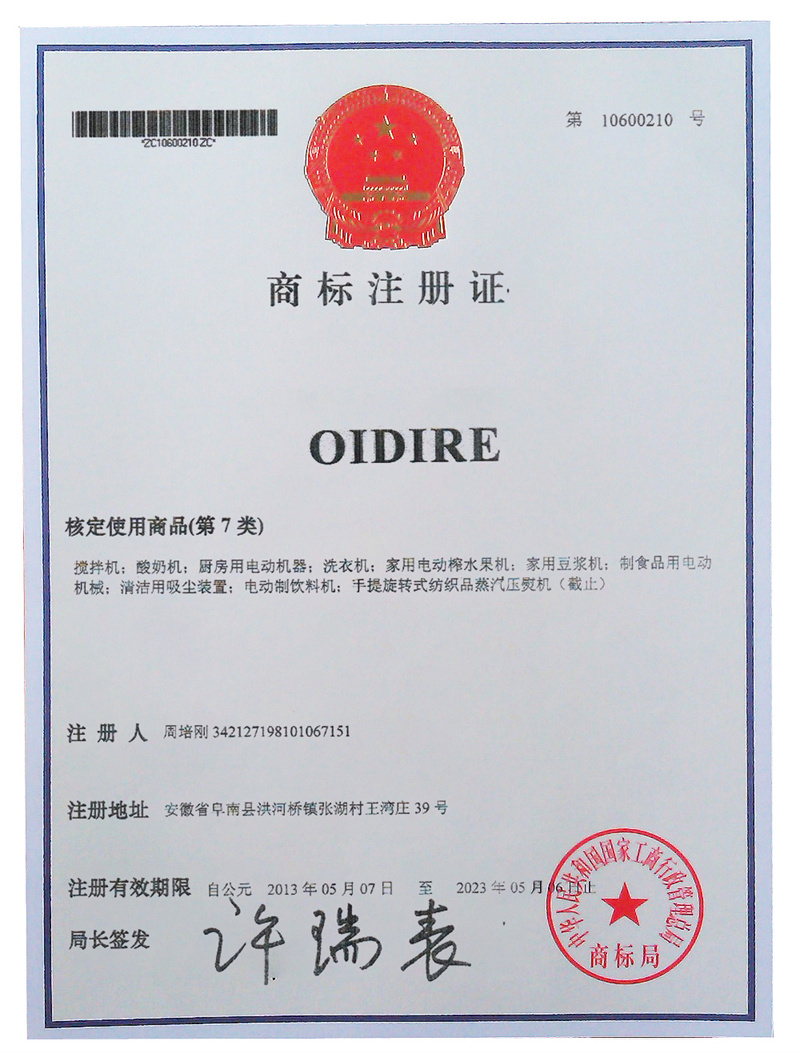 第 10600210 号
*ZC10600210ZC*
商标注册证
OIDIRE
核定使用商品(第 7 类)
搅拌机；酸奶机；厨房用电动机器；洗衣机；家用电动榨水果机；家用豆浆机；制食品用电动
机械；清洁用吸尘装置；电动制饮料机；手提旋转式纺织品蒸汽压熨机（截止）
注 册 人 周培刚 342127198101067151
注册地址 安徽省阜南县洪河桥镇张湖村王湾庄 39 号
注册有效期限 自公元 2013 年 05 月 07 日 至 2023 年 05 月 06 日止
局长签发 许瑞表
中华人民共和国国家工商行政管理总局
商标局